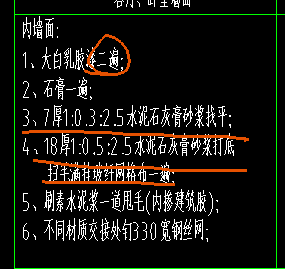 内墙面:
1、大白乳胶漆二遍;
2、石膏一遍;
3、7厚1:0.3:2.5水泥石灰膏砂浆找平;
4、18厚1:0.5:2.5水泥石灰膏砂浆打底
扫毛满挂玻纤网格布一遍;
5、刷素水泥浆一道甩毛(内掺建筑胶);
6、不同材质交接处钉330宽钢丝网;